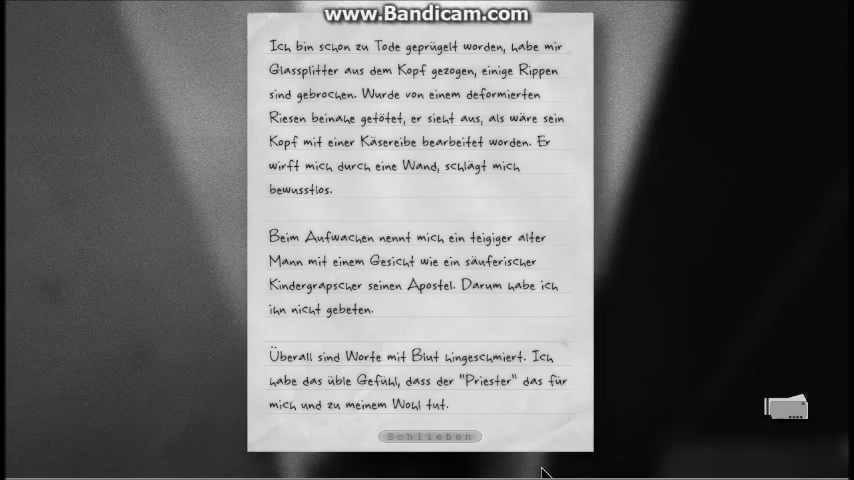 www.Bandicam.com
Ich bin schon zu Tode geprügelt worden, habe mir
Glassplitter aus dem Kopf gezogen, einige Rippen
sind gebrochen. Wurde von einem deformierten
Riesen beinahe getötet, er sieht aus, als wäre sein
Kopf mit einer Käsereibe bearbeitet worden. Er
wirft mich durch eine Wand, schlägt mich
bewusstlos.
Beim Aufwachen nennt mich ein teigiger alter
Mann mit einem Gesicht wie ein säuferischer
Kindergrapscher seinen Apostel. Darum habe ich
ihn nicht gebeten.
Überall sind Worte mit Blut hingeschmiert. Ich
habe das üble Gefühl, dass der "Priester" das für
mich und zu meinem Wohl tut.
Schließen